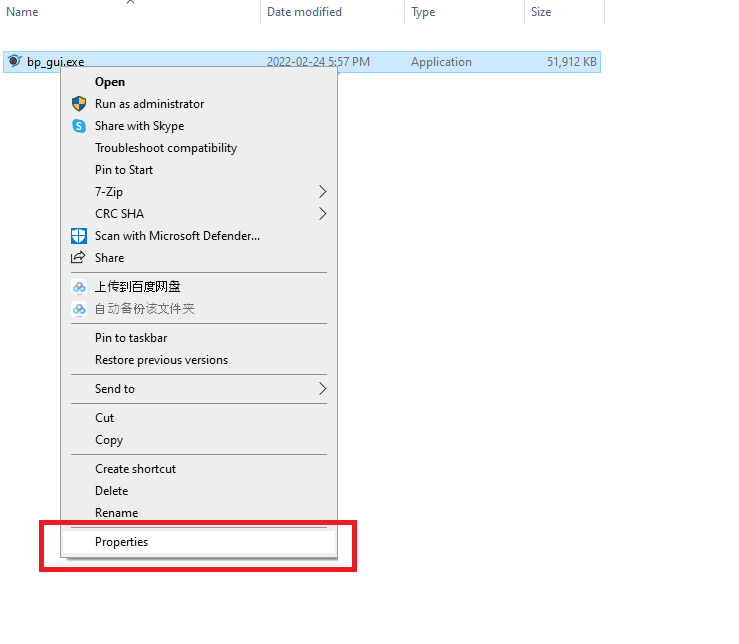 Name Date modified Type Size
bp_gui.exe 2022-02-24 5:57 PM Application 51,912 KB
Open
Run as administrator
Share with Skype
Troubleshoot compatibility
Pin to Start
7-Zip
CRC SHA
Scan with Microsoft Defender...
Share
上传到百度网盘
自动备份该文件夹
Pin to taskbar
Restore previous versions
Send to
Cut
Copy
Create shortcut
Delete
Rename
Properties